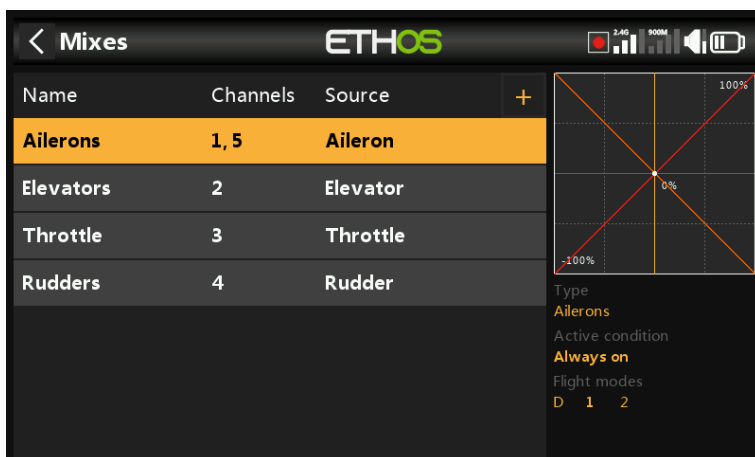 Mixes
ETHOS
2.4G 900M
Name Channels Source +
Ailerons 1, 5 Aileron
Elevators 2 Elevator
Throttle 3 Throttle
Rudders 4 Rudder
100%
0%
-100%
Type
Ailerons
Active condition
Always on
Flight modes
D 1 2